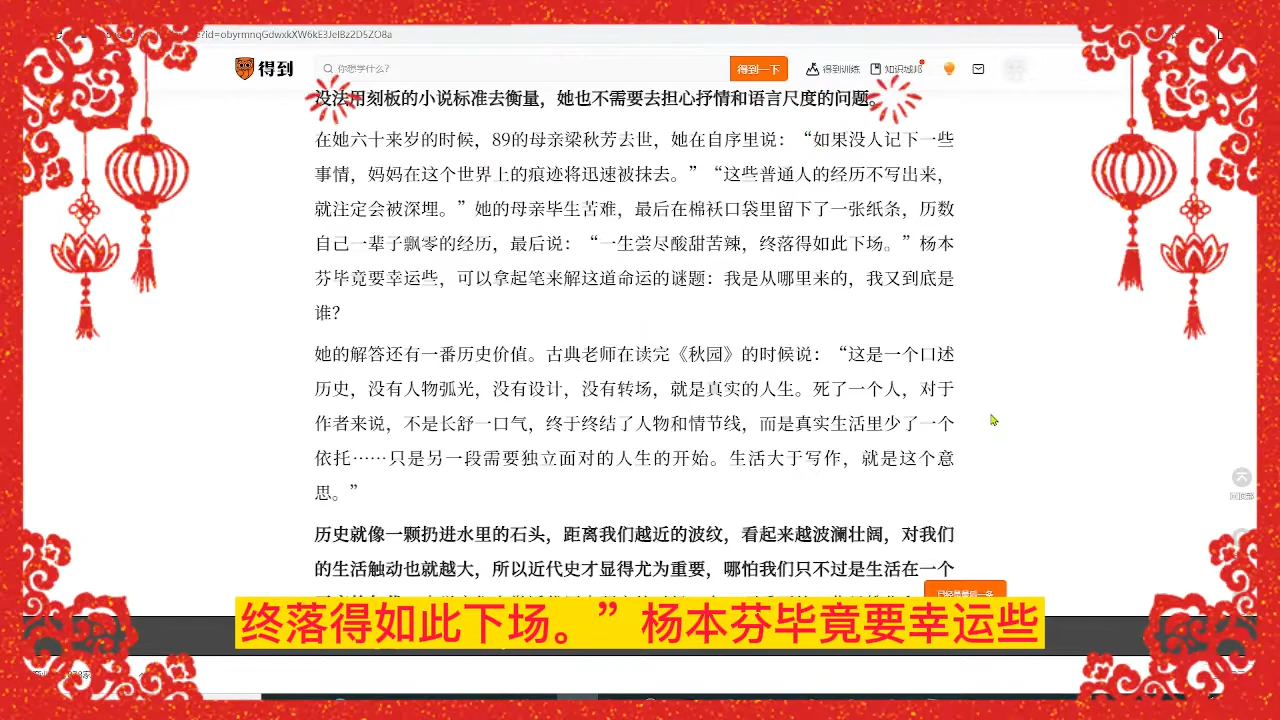 ?id=obyrmnqGdwxkXW6kE3JelBz2D5ZO8a
得到
你想学什么?
得到一下
得到训练
知识城邦
没法用刻板的小说标准去衡量，她也不需要去担心抒情和语言尺度的问题。
在她六十来岁的时候，89的母亲梁秋芳去世，她在自序里说：“如果没人记下一些
事情，妈妈在这个世界上的痕迹将迅速被抹去。”“这些普通人的经历不写出来，
就注定会被深埋。”她的母亲毕生苦难，最后在棉袄口袋里留下了一张纸条，历数
自己一辈子飘零的经历，最后说：“一生尝尽酸甜苦辣，终落得如此下场。”杨本
芬毕竟要幸运些，可以拿起笔来解这道命运的谜题：我是从哪里来的，我又到底是
谁？
她的解答还有一番历史价值。古典老师在读完《秋园》的时候说：“这是一个口述
历史，没有人物弧光，没有设计，没有转场，就是真实的人生。死了一个人，对于
作者来说，不是长舒一口气，终于终结了人物和情节线，而是真实生活里少了一个
依托……只是另一段需要独立面对的人生的开始。生活大于写作，就是这个意
思。”
回顶部
历史就像一颗扔进水里的石头，距离我们越近的波纹，看起来越波澜壮阔，对我们
的生活触动也就越大，所以近代史才显得尤为重要，哪怕我们只不过是生活在一个
终落得如此下场。”杨本芬毕竟要幸运些